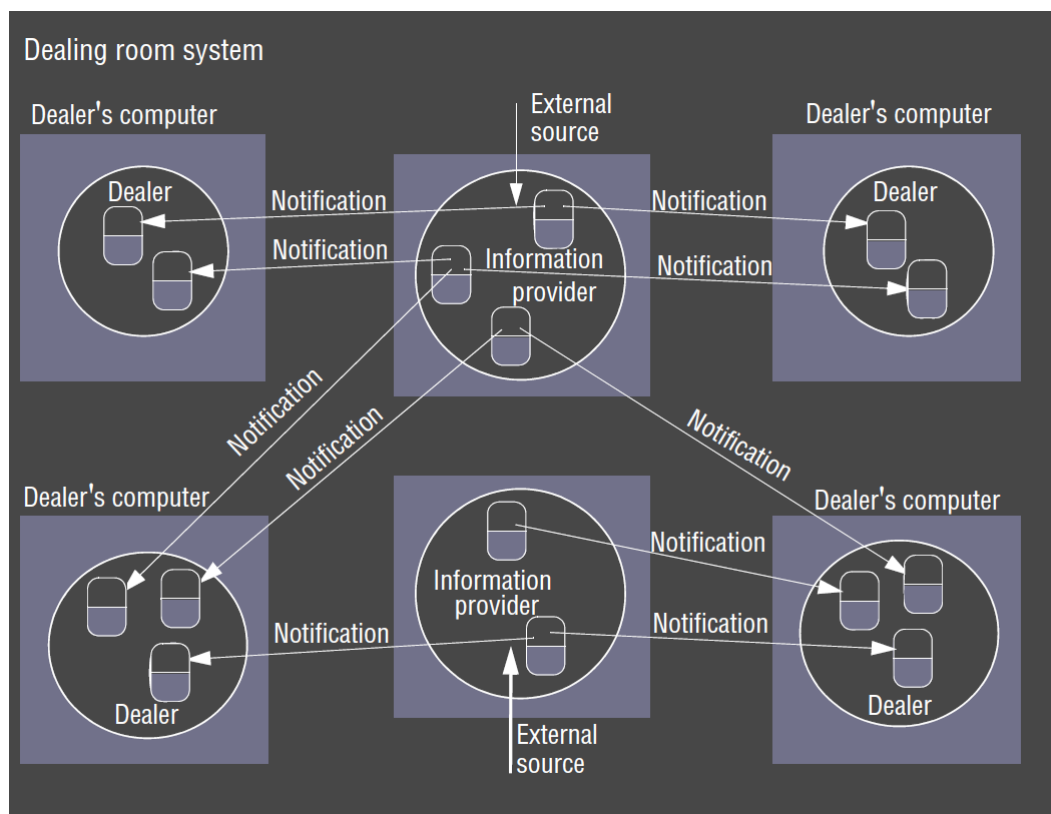 Dealing room system
Dealer's computer
External
source
Dealer's computer
Dealer
Notification
Notification
Dealer
Notification
Information
provider
Notification
Notification
Notification
Notification
Dealer's computer
Dealer's computer
Notification
Information
provider
Notification
Notification
Dealer
Dealer
External
source